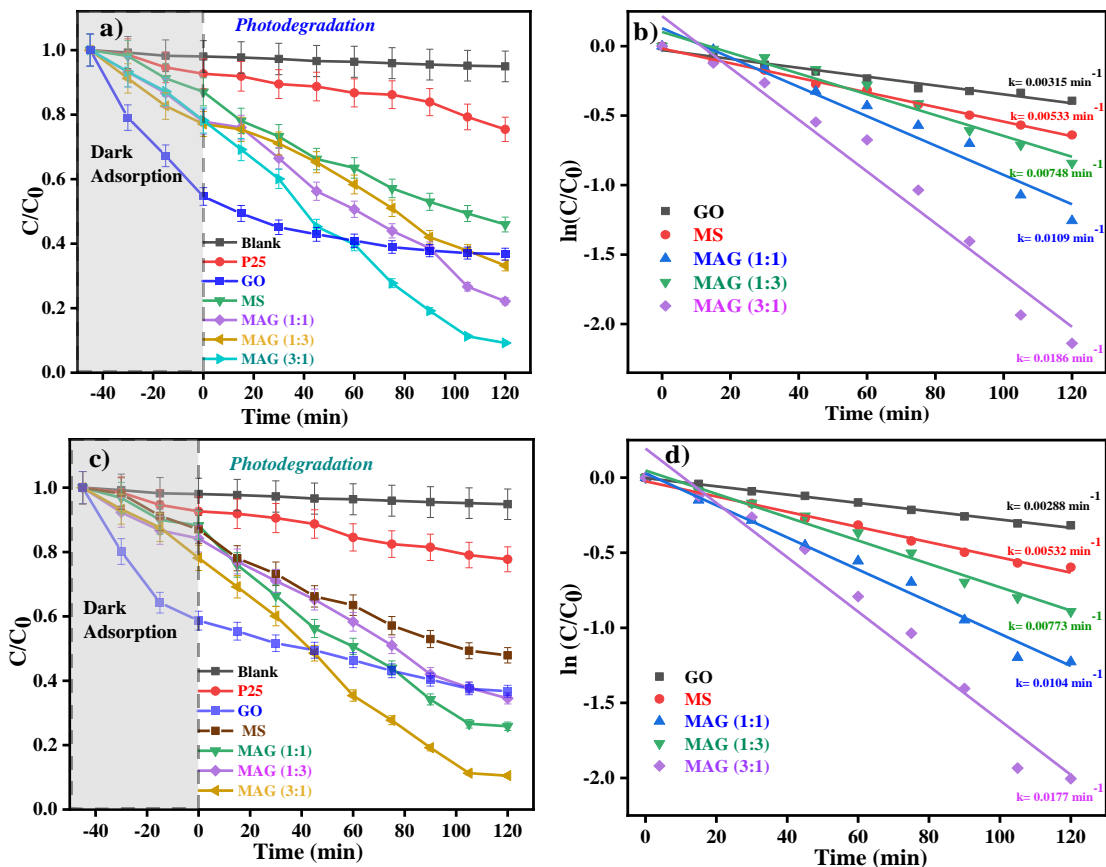 a)
Photodegradation
Dark
Adsorption
Blank
P25
GO
MS
MAG (1:1)
MAG (1:3)
MAG (3:1)
C/C0
1.0
0.8
0.6
0.4
0.2
0.0
-40 -20 0 20 40 60 80 100 120
Time (min)
b)
k= 0.00315 min-1
k= 0.00533 min-1
k= 0.00748 min-1
k= 0.0109 min-1
k= 0.0186 min-1
GO
MS
MAG (1:1)
MAG (1:3)
MAG (3:1)
ln(C/C0)
0.0
-0.5
-1.0
-1.5
-2.0
0 20 40 60 80 100 120
Time (min)
c)
Photodegradation
Dark
Adsorption
Blank
P25
GO
MS
MAG (1:1)
MAG (1:3)
MAG (3:1)
C/C0
1.0
0.8
0.6
0.4
0.2
0.0
-40 -20 0 20 40 60 80 100 120
Time (min)
d)
k= 0.00288 min-1
k= 0.00532 min-1
k= 0.00773 min-1
k= 0.0104 min-1
k= 0.0177 min-1
GO
MS
MAG (1:1)
MAG (1:3)
MAG (3:1)
ln (C/C0)
0.0
-0.5
-1.0
-1.5
-2.0
0 20 40 60 80 100 120
Time (min)